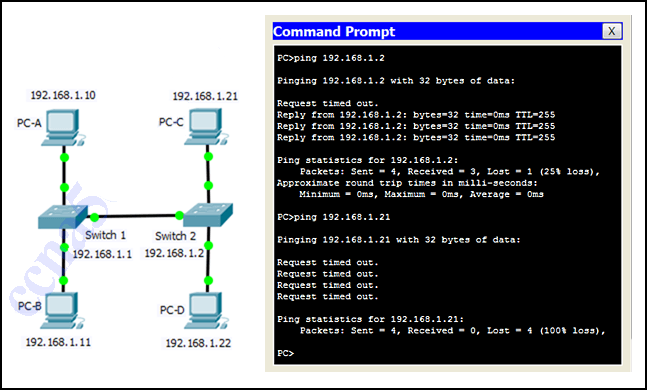 192.168.1.10
192.168.1.21
PC-A
PC-C
Switch 1
192.168.1.1
Switch 2
192.168.1.2
PC-B
PC-D
192.168.1.11
192.168.1.22
ccna5
Command Prompt
X
PC>ping 192.168.1.2
Pinging 192.168.1.2 with 32 bytes of data:
Request timed out.
Reply from 192.168.1.2: bytes=32 time=0ms TTL=255
Reply from 192.168.1.2: bytes=32 time=0ms TTL=255
Reply from 192.168.1.2: bytes=32 time=0ms TTL=255
Ping statistics for 192.168.1.2:
Packets: Sent = 4, Received = 3, Lost = 1 (25% loss),
Approximate round trip times in milli-seconds:
Minimum = 0ms, Maximum = 0ms, Average = 0ms
PC>ping 192.168.1.21
Pinging 192.168.1.21 with 32 bytes of data:
Request timed out.
Request timed out.
Request timed out.
Request timed out.
Ping statistics for 192.168.1.21:
Packets: Sent = 4, Received = 0, Lost = 4 (100% loss),
PC>